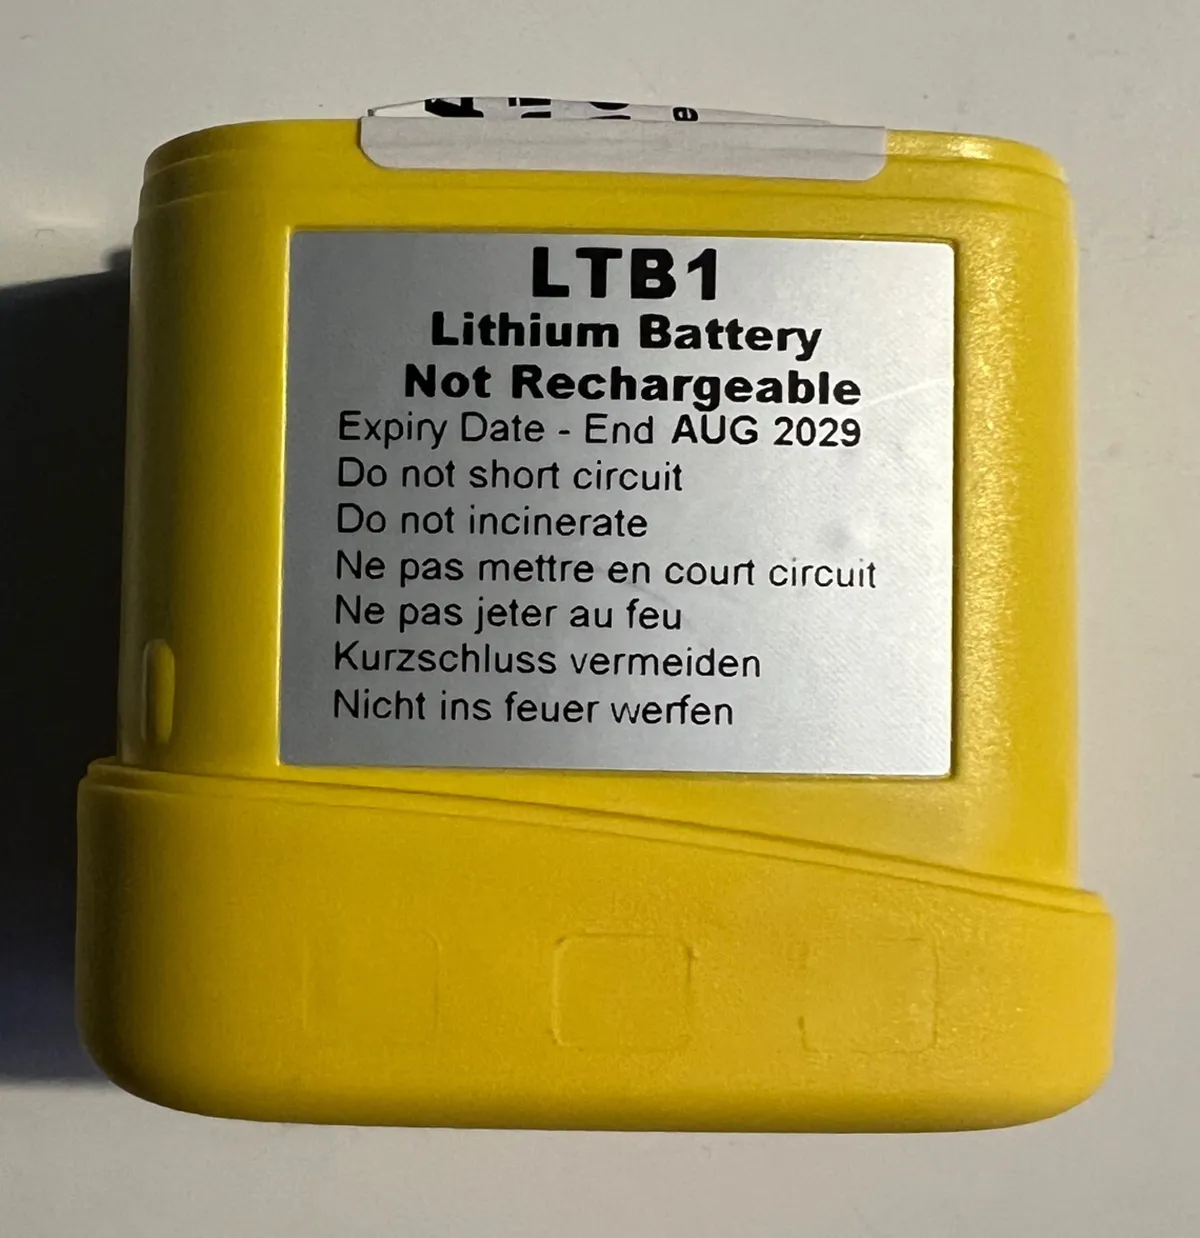 LTB1
Lithium Battery
Not Rechargeable
Expiry Date - End AUG 2029
Do not short circuit
Do not incinerate
Ne pas mettre en court circuit
Ne pas jeter au feu
Kurzschluss vermeiden
Nicht ins feuer werfen